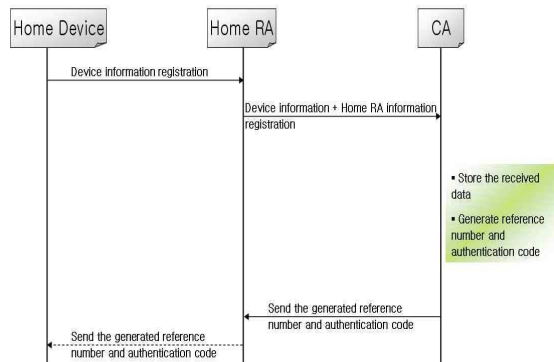 Home Device
Home RA
CA
Device information registration
Device information + Home RA information
registration
▪ Store the received
data
▪ Generate reference
number and
authentication code
Send the generated reference
number and authentication code
Send the generated reference
number and authentication code